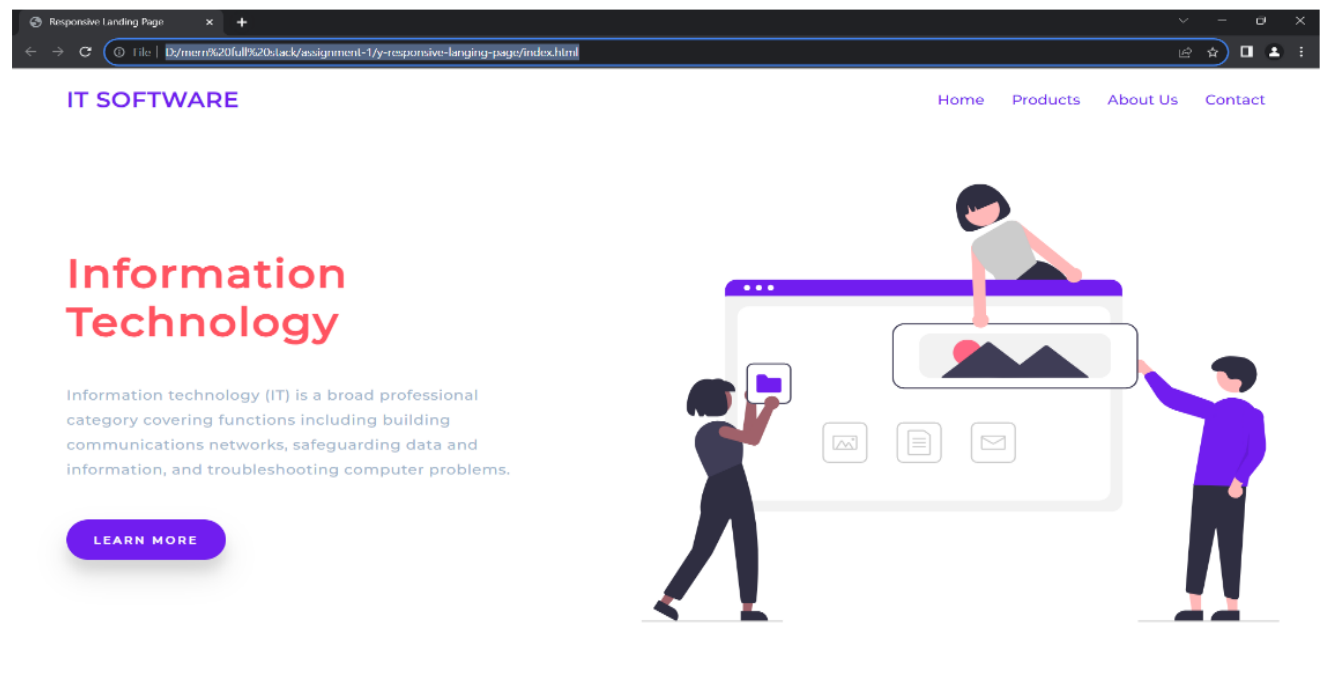 Responsive Landing Page
File | D:/mern%20full%20stack/assignment-1/y-responsive-langing-page/index.html
IT SOFTWARE
Home Products About Us Contact
Information
Technology
Information technology (IT) is a broad professional
category covering functions including building
communications networks, safeguarding data and
information, and troubleshooting computer problems.
LEARN MORE